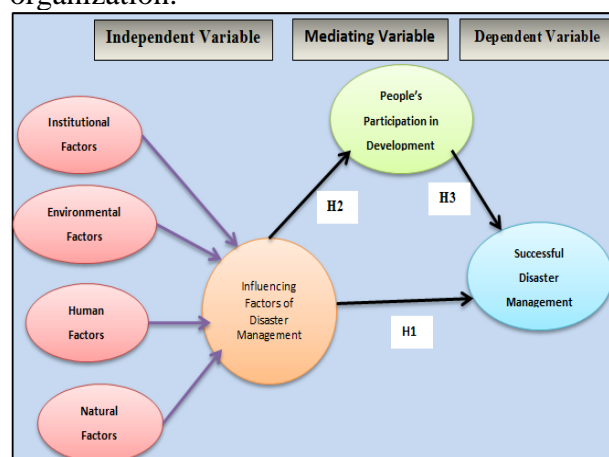 organization.
Independent Variable
Mediating Variable
Dependent Variable
People's
Participation in
Development
Institutional
Factors
H2
H3
Environmental
Factors
Successful
Disaster
Management
Influencing
Factors of
Disaster
Management
Human
Factors
H1
Natural
Factors